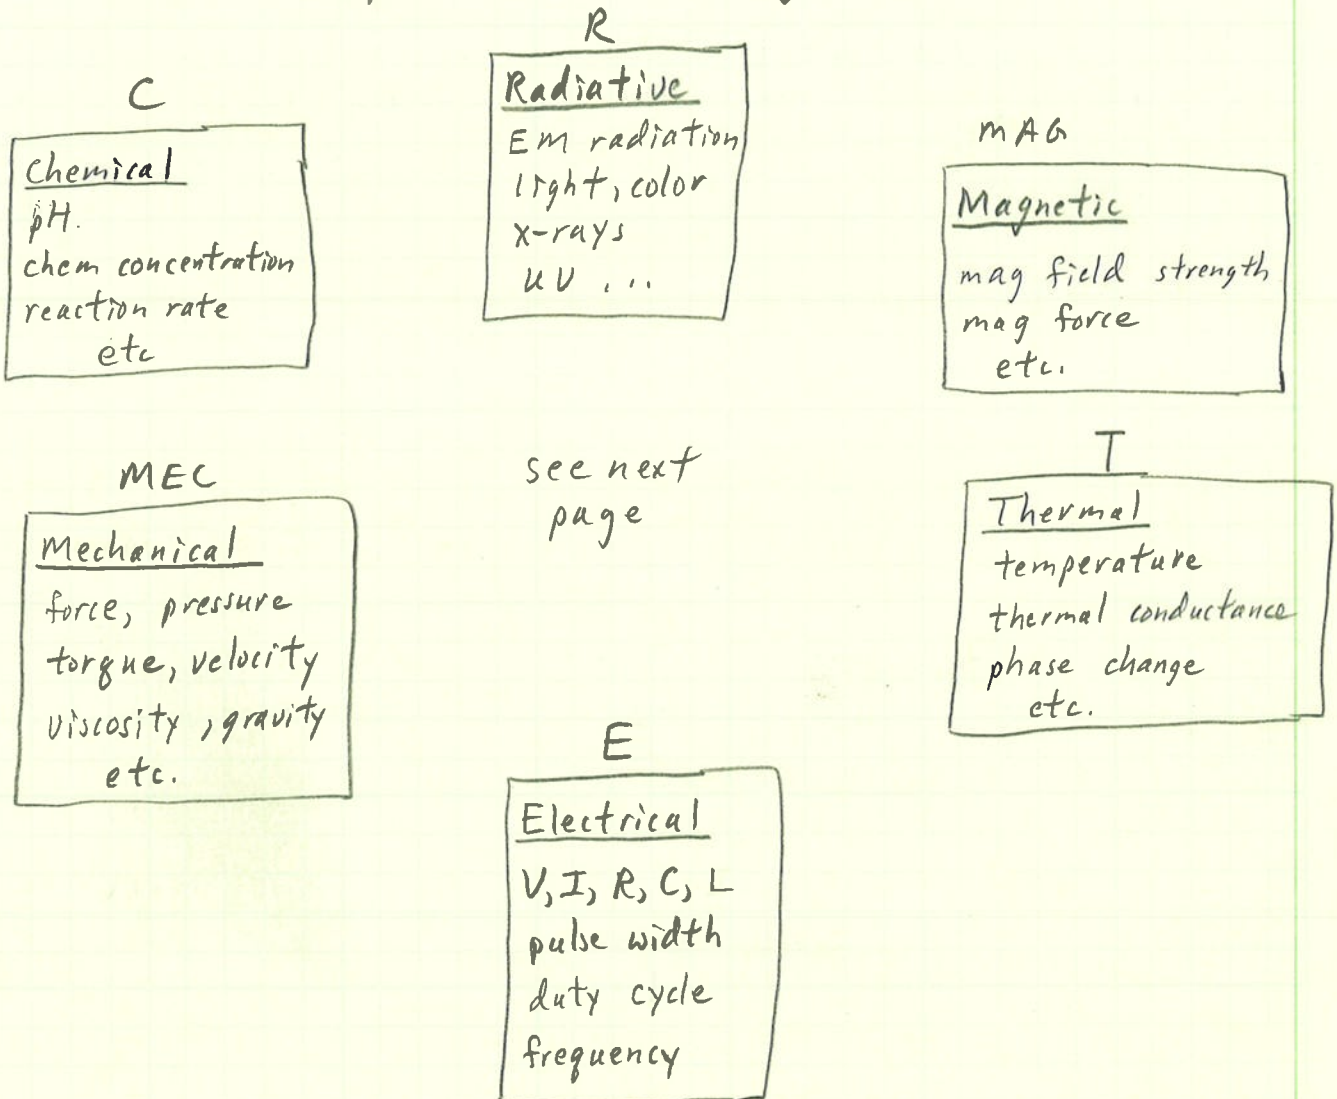 R
Radiative
EM radiation
light, color
x-rays
UV ...
C
Chemical
pH.
chem concentration
reaction rate
etc
mAG
Magnetic
mag field strength
mag force
etc.
MEC
Mechanical
force, pressure
torque, velocity
viscosity, gravity
etc.
see next
page
T
Thermal
temperature
thermal conductance
phase change
etc.
E
Electrical
V, I, R, C, L
pulse width
duty cycle
frequency